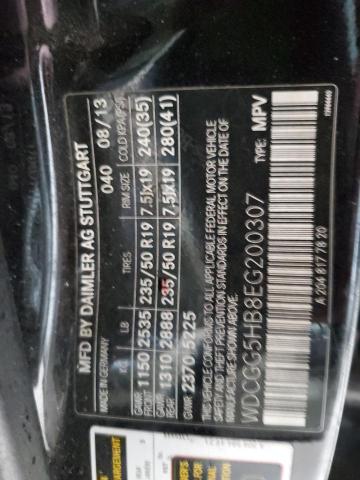 MFD BY DAIMLER AG STUTTGART
MADE IN GERMANY 040 08/13
KG LB TIRES RIM SIZE COLD KPA(PSI)
GAWR FRONT 1150 2535 235/50 R19 7.5Jx19 240(35)
GAWR REAR 1310 2888 235/50 R19 7.5Jx19 280(41)
GVWR 2370-5225
THIS VEHICLE CONFORMS TO ALL APPLICABLE FEDERAL MOTOR VEHICLE
SAFETY AND THEFT PREVENTION STANDARDS IN EFFECT ON THE DATE OF
MANUFACTURE SHOWN ABOVE.
WDCGG5HB8EG200307 TYPE: MPV
A 204 817 78 20